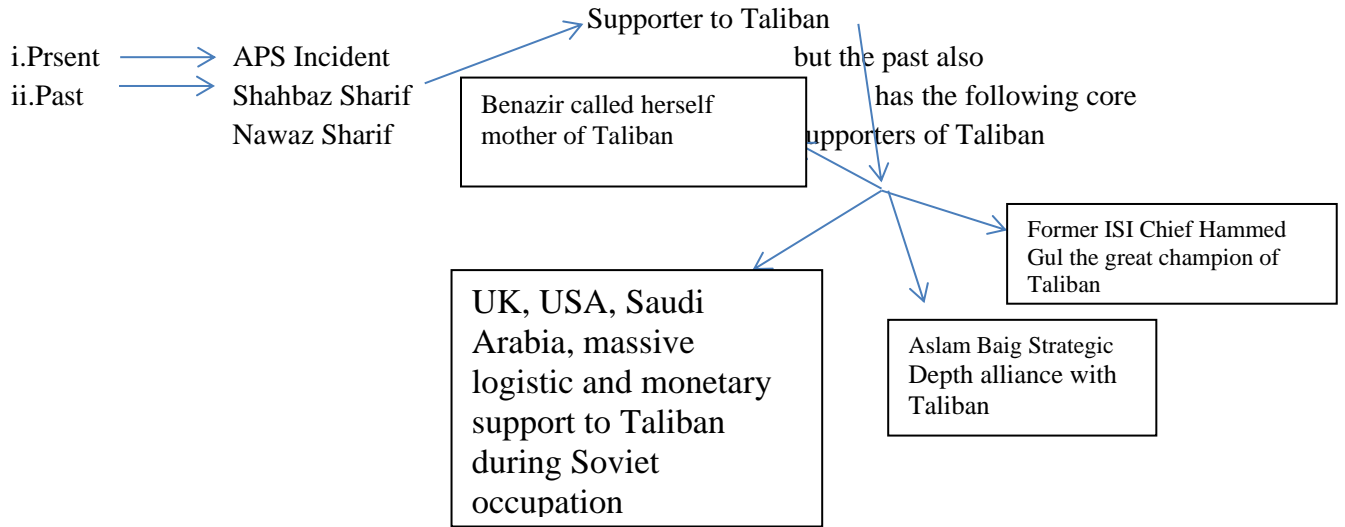 Supporter to Taliban
i.Prsent APS Incident but the past also
ii.Past Shahbaz Sharif has the following core
Nawaz Sharif upporters of Taliban
Benazir called herself
mother of Taliban
Former ISI Chief Hammed
Gul the great champion of
Taliban
UK, USA, Saudi
Arabia, massive
logistic and monetary
support to Taliban
during Soviet
occupation
Aslam Baig Strategic
Depth alliance with
Taliban